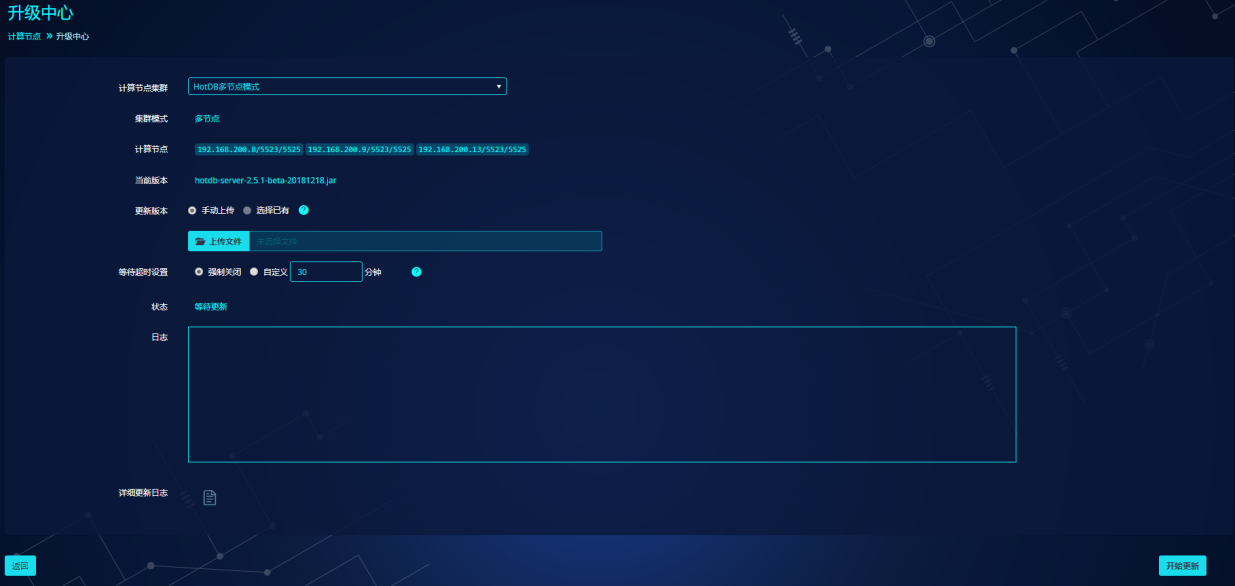 升级中心
计算节点 » 升级中心
计算节点集群 HotDB多节点模式
集群模式 多节点
计算节点 192.168.200.8/5523/5525 192.168.200.9/5523/5525 192.168.200.13/5523/5525
当前版本 hotdb-server-2.5.1-beta-20181218.jar
更新版本 手动上传 选择已有 ?
上传文件 未选择文件
等待超时设置 强制关闭 自定义 30 分钟 ?
状态 等待更新
日志
详细更新日志
返回 开始更新